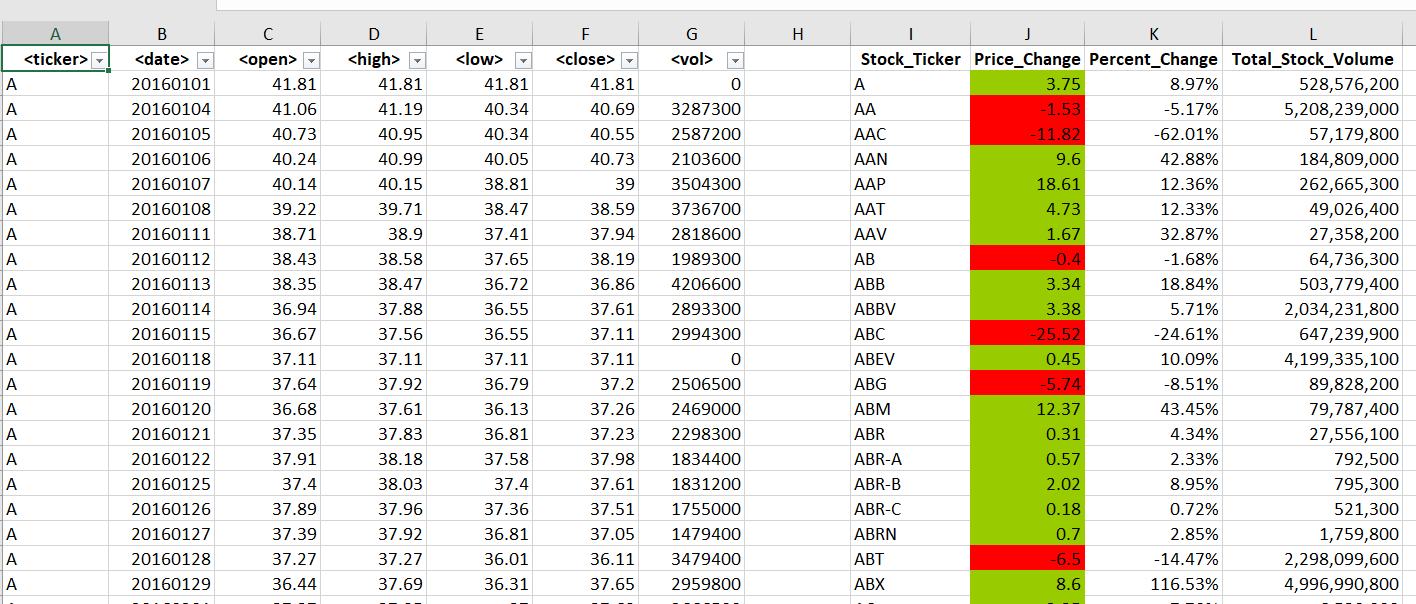 A B C D E F G H I J K L
<ticker> <date> <open> <high> <low> <close> <vol> Stock_Ticker Price_Change Percent_Change Total_Stock_Volume
A 20160101 41.81 41.81 41.81 41.81 0 A 3.75 8.97% 528,576,200
A 20160104 41.06 41.19 40.34 40.69 3287300 AA -1.53 -5.17% 5,208,239,000
A 20160105 40.73 40.95 40.34 40.55 2587200 AAC -11.82 -62.01% 57,179,800
A 20160106 40.24 40.99 40.05 40.73 2103600 AAN 9.6 42.88% 184,809,000
A 20160107 40.14 40.15 38.81 39 3504300 AAP 18.61 12.36% 262,665,300
A 20160108 39.22 39.71 38.47 38.59 3736700 AAT 4.73 12.33% 49,026,400
A 20160111 38.71 38.9 37.41 37.94 2818600 AAV 1.67 32.87% 27,358,200
A 20160112 38.43 38.58 37.65 38.19 1989300 AB -0.4 -1.68% 64,736,300
A 20160113 38.35 38.47 36.72 36.86 4206600 ABB 3.34 18.84% 503,779,400
A 20160114 36.94 37.88 36.55 37.61 2893300 ABBV 3.38 5.71% 2,034,231,800
A 20160115 36.67 37.56 36.55 37.11 2994300 ABC -25.52 -24.61% 647,239,900
A 20160118 37.11 37.11 37.11 37.11 0 ABEV 0.45 10.09% 4,199,335,100
A 20160119 37.64 37.92 36.79 37.2 2506500 ABG -5.74 -8.51% 89,828,200
A 20160120 36.68 37.61 36.13 37.26 2469000 ABM 12.37 43.45% 79,787,400
A 20160121 37.35 37.83 36.81 37.23 2298300 ABR 0.31 4.34% 27,556,100
A 20160122 37.91 38.18 37.58 37.98 1834400 ABR-A 0.57 2.33% 792,500
A 20160125 37.4 38.03 37.4 37.61 1831200 ABR-B 2.02 8.95% 795,300
A 20160126 37.89 37.96 37.36 37.51 1755000 ABR-C 0.18 0.72% 521,300
A 20160127 37.39 37.92 36.81 37.05 1479400 ABRN 0.7 2.85% 1,759,800
A 20160128 37.27 37.27 36.01 36.11 3479400 ABT -6.5 -14.47% 2,298,099,600
A 20160129 36.44 37.69 36.31 37.65 2959800 ABX 8.6 116.53% 4,996,990,800